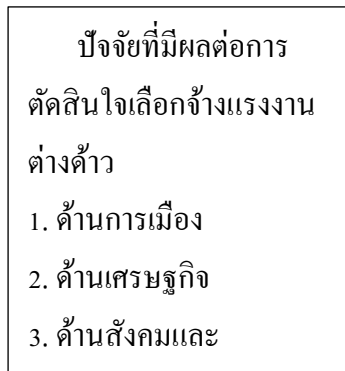 ปัจจัยที่มีผลต่อการ
ตัดสินใจเลือกจ้างแรงงาน
ต่างด้าว
1. ด้านการเมือง
2. ด้านเศรษฐกิจ
3. ด้านสังคมและ